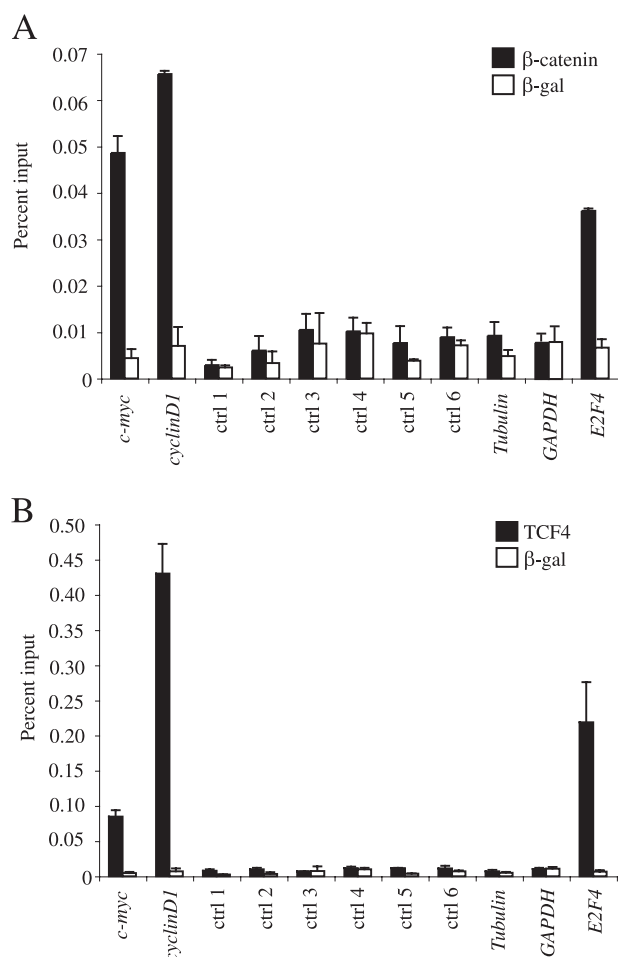 A
0.07
0.06
0.05
0.04
0.03
0.02
0.010
0
Percent input
β-catenin
β-gal
c-myc
cyclinD1
ctrl 1
ctrl 2
ctrl 3
ctrl 4
ctrl 5
ctrl 6
Tubulin
GAPDH
E2F4
B
0.50
0.45
0.40
0.35
0.30
0.25
0.20
0.15
0.10
0.05
0
Percent input
TCF4
β-gal
c-myc
cyclinD1
ctrl 1
ctrl 2
ctrl 3
ctrl 4
ctrl 5
ctrl 6
Tubulin
GAPDH
E2F4